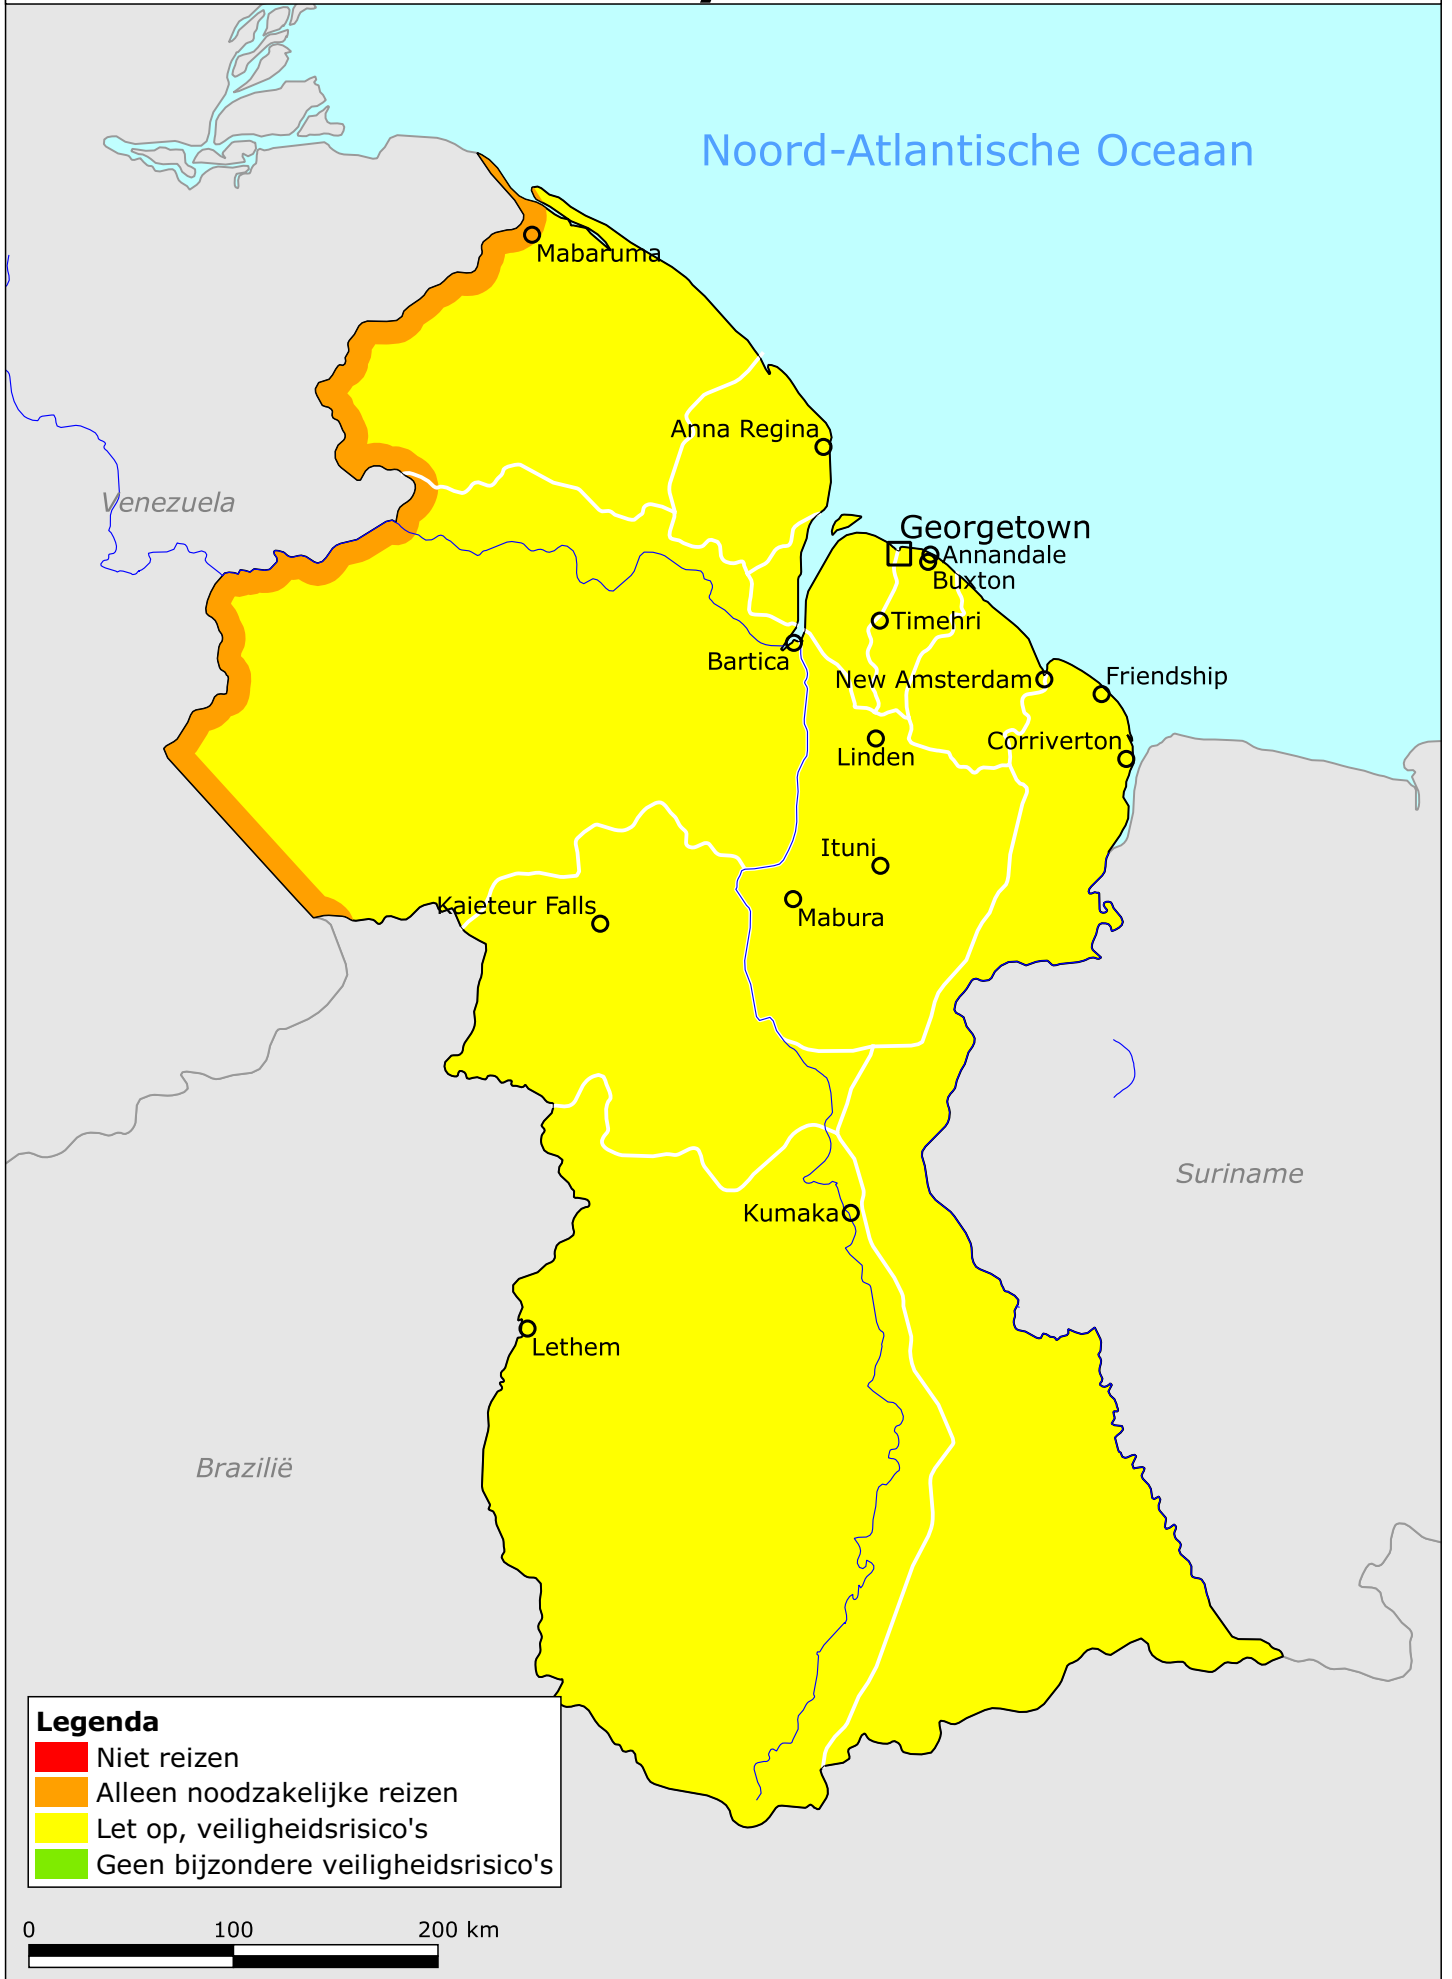 Noord-Atlantische Oceaan
Mabaruma
Anna Regina
Venezuela
Georgetown
Annandale
Buxton
Timehri
Bartica
New Amsterdam
Friendship
Corriverton
Linden
Ituni
Kaieteur Falls
Mabura
Suriname
Kumaka
Lethem
Brazilië
Legenda
Niet reizen
Alleen noodzakelijke reizen
Let op, veiligheidsrisico's
Geen bijzondere veiligheidsrisico's
0 100 200 km